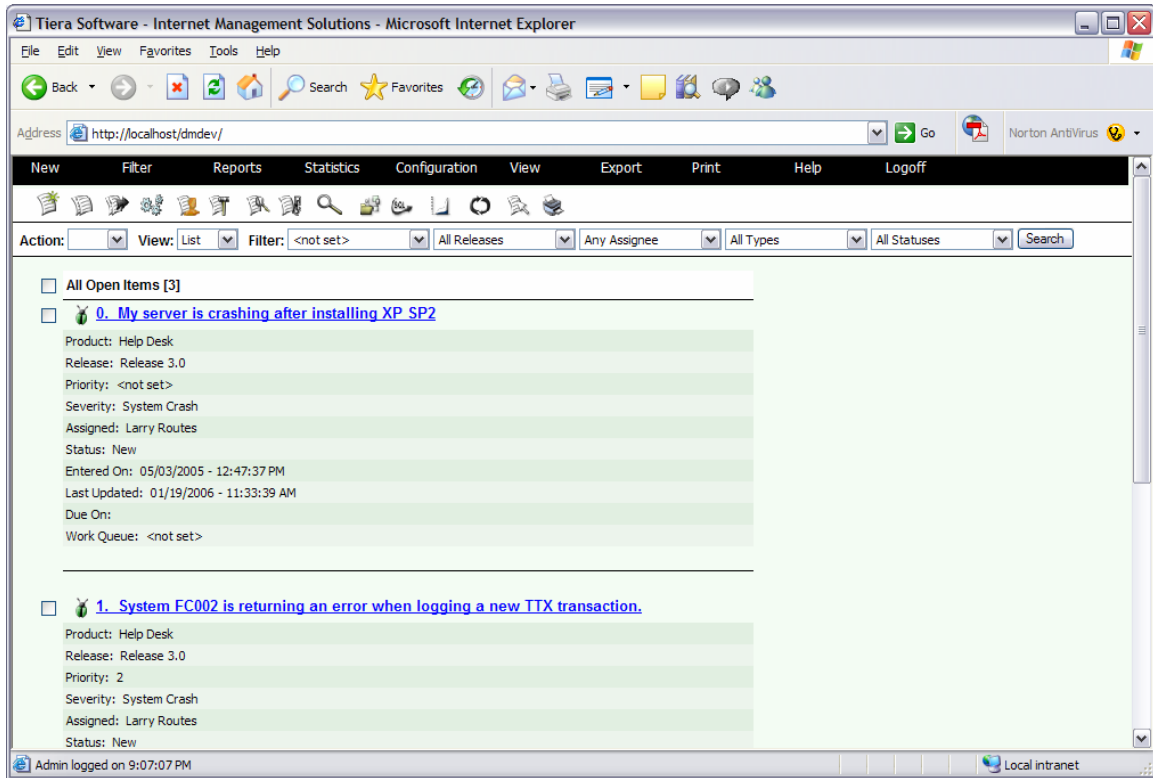 Tiera Software - Internet Management Solutions - Microsoft Internet Explorer
File Edit View Favorites Tools Help
Back Search Favorites
Address http://localhost/dmdev/ Go Norton AntiVirus
New Filter Reports Statistics Configuration View Export Print Help Logoff
Action: View: List Filter: <not set> All Releases Any Assignee All Types All Statuses Search
All Open Items [3]
0. My server is crashing after installing XP SP2
Product: Help Desk
Release: Release 3.0
Priority: <not set>
Severity: System Crash
Assigned: Larry Routes
Status: New
Entered On: 05/03/2005 - 12:47:37 PM
Last Updated: 01/19/2006 - 11:33:39 AM
Due On:
Work Queue: <not set>
1. System FC002 is returning an error when logging a new TTX transaction.
Product: Help Desk
Release: Release 3.0
Priority: 2
Severity: System Crash
Assigned: Larry Routes
Status: New
Admin logged on 9:07:07 PM Local intranet